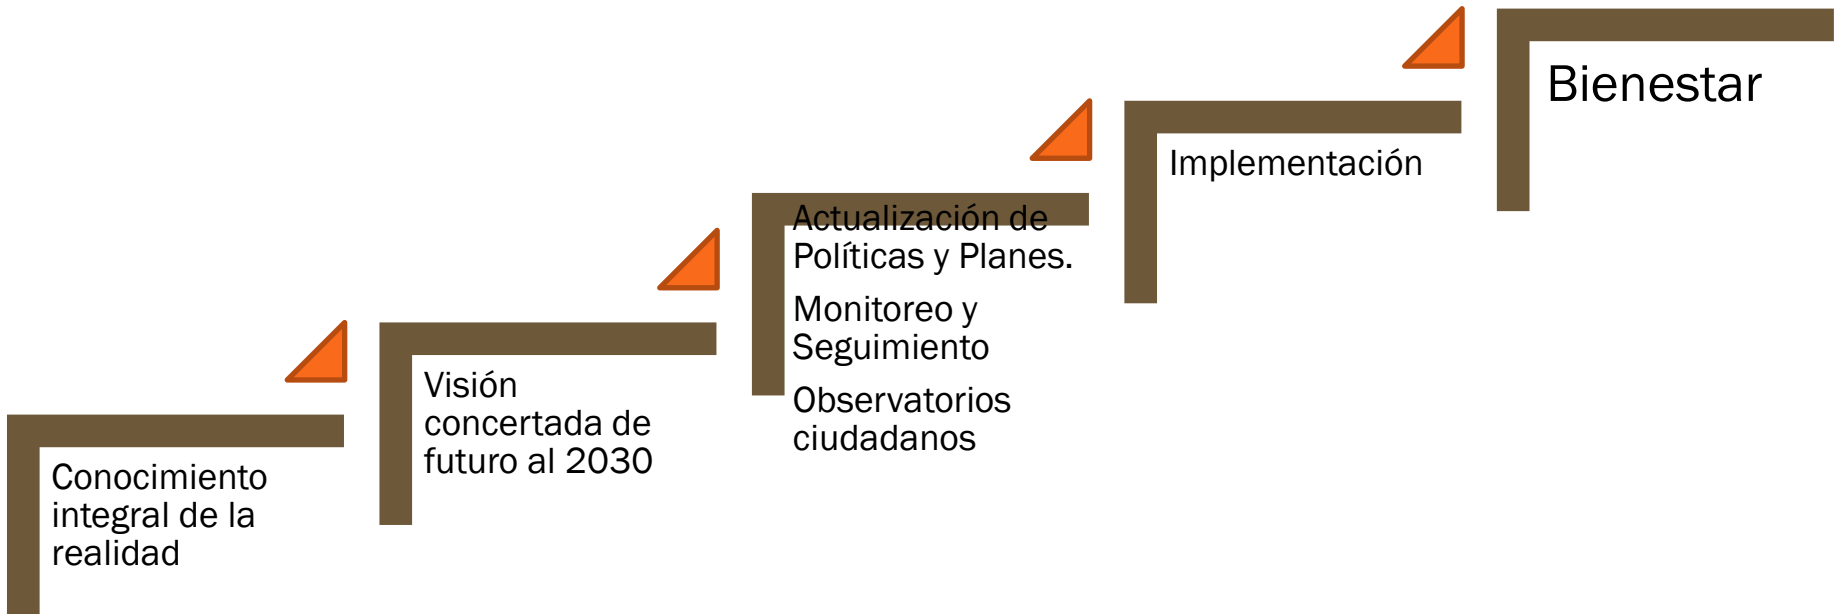 Conocimiento
integral de la
realidad
Visión
concertada de
futuro al 2030
Actualización de
Políticas y Planes.
Monitoreo y
Seguimiento
Observatorios
ciudadanos
Implementación
Bienestar